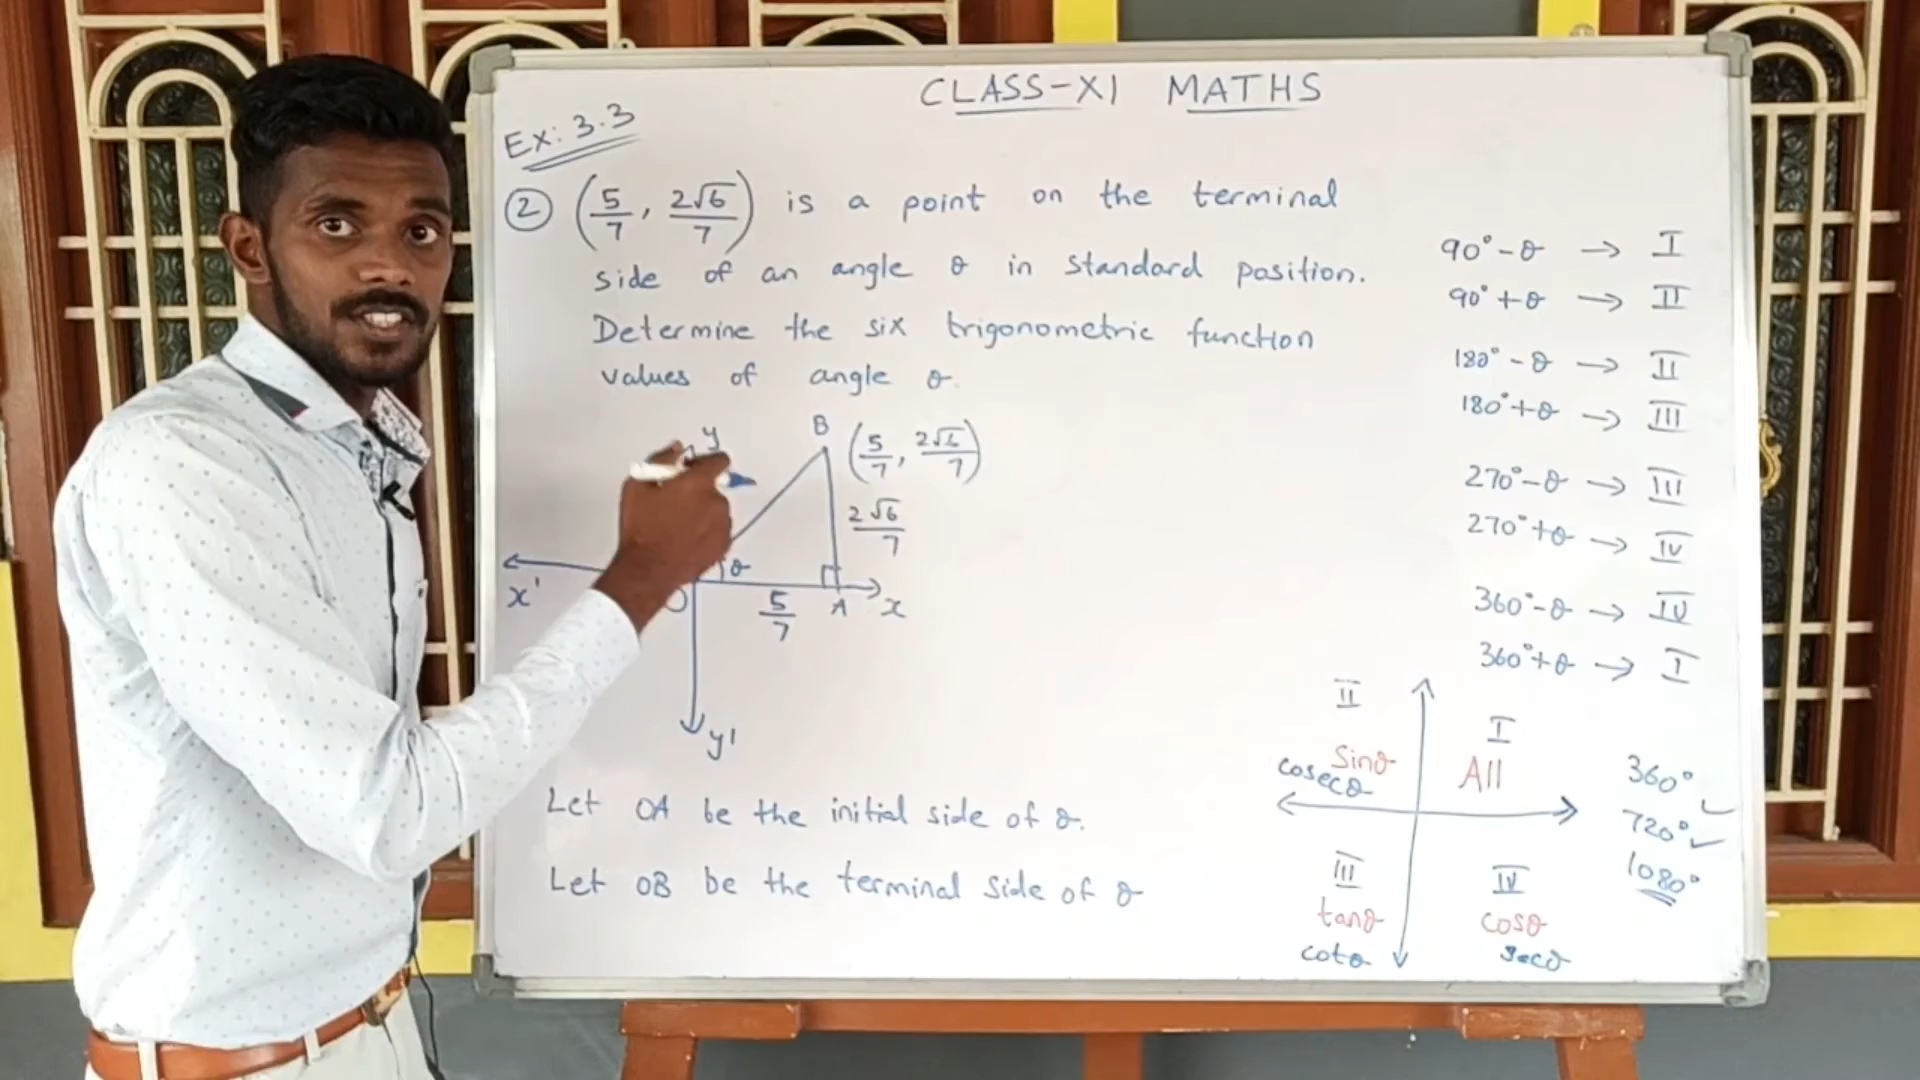 CLASS-XI MATHS
Ex: 3.3
② (5/7, 2√6/7) is a point on the terminal
side of an angle θ in standard position.
Determine the six trigonometric function
values of angle θ.
y
B (5/7, 2√6/7)
2√6/7
θ
x'
O
5/7
A
x
y'
Let OA be the initial side of θ.
Let OB be the terminal side of θ
90°-θ → I
90°+θ → II
180°-θ → II
180°+θ → III
270°-θ → III
270°+θ → IV
360°-θ → IV
360°+θ → I
II
I
Sinθ
cosecθ
All
III
tanθ
cotθ
IV
cosθ
secθ
360°
720°
1080°